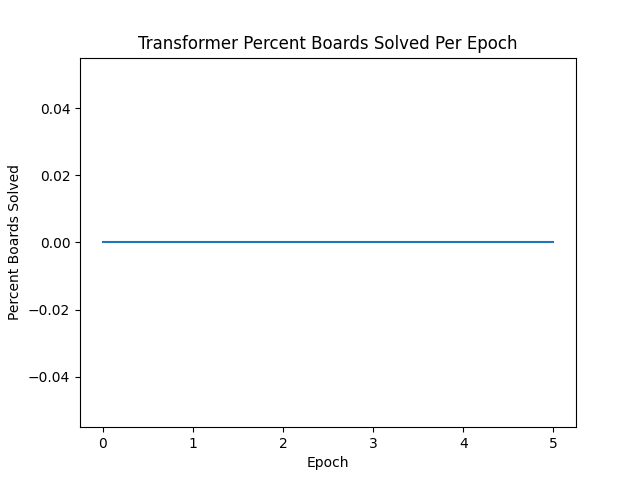 Transformer Percent Boards Solved Per Epoch
0.04
0.02
0.00
−0.02
−0.04
Percent Boards Solved
0 1 2 3 4 5
Epoch